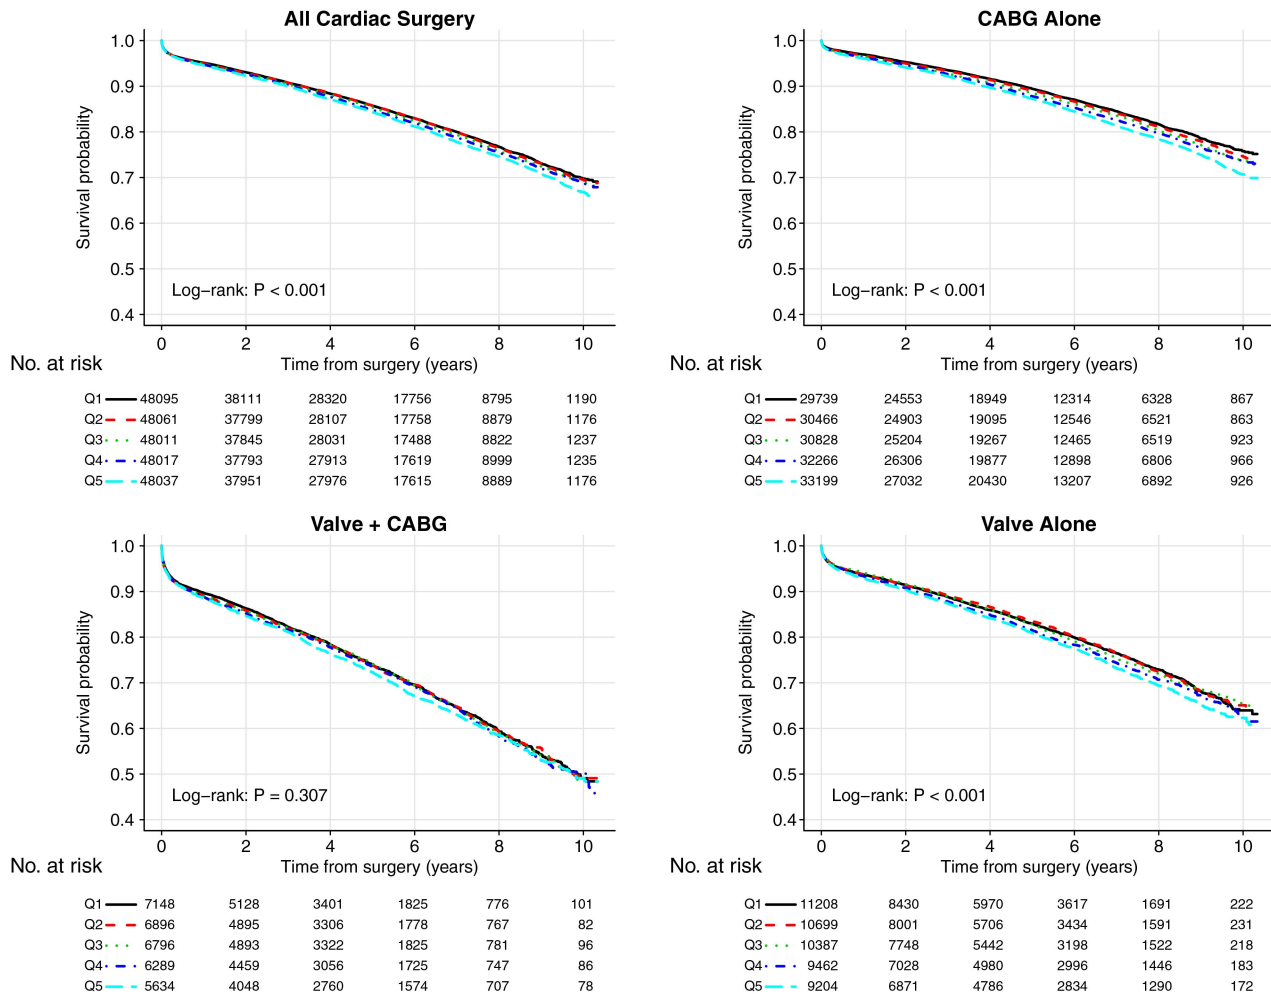 All Cardiac Surgery
1.0
0.9
0.8
0.7
0.6
0.5
0.4
Survival probability
Log−rank: P < 0.001
0 2 4 6 8 10
No. at risk Time from surgery (years)
Q1 48095 38111 28320 17756 8795 1190
Q2 48061 37799 28107 17758 8879 1176
Q3 48011 37845 28031 17488 8822 1237
Q4 48017 37793 27913 17619 8999 1235
Q5 48037 37951 27976 17615 8889 1176
CABG Alone
1.0
0.9
0.8
0.7
0.6
0.5
0.4
Survival probability
Log−rank: P < 0.001
0 2 4 6 8 10
No. at risk Time from surgery (years)
Q1 29739 24553 18949 12314 6328 867
Q2 30466 24903 19095 12546 6521 863
Q3 30828 25204 19267 12465 6519 923
Q4 32266 26306 19877 12898 6806 966
Q5 33199 27032 20430 13207 6892 926
Valve + CABG
1.0
0.9
0.8
0.7
0.6
0.5
0.4
Survival probability
Log−rank: P = 0.307
0 2 4 6 8 10
No. at risk Time from surgery (years)
Q1 7148 5128 3401 1825 776 101
Q2 6896 4895 3306 1778 767 82
Q3 6796 4893 3322 1825 781 96
Q4 6289 4459 3056 1725 747 86
Q5 5634 4048 2760 1574 707 78
Valve Alone
1.0
0.9
0.8
0.7
0.6
0.5
0.4
Survival probability
Log−rank: P < 0.001
0 2 4 6 8 10
No. at risk Time from surgery (years)
Q1 11208 8430 5970 3617 1691 222
Q2 10699 8001 5706 3434 1591 231
Q3 10387 7748 5442 3198 1522 218
Q4 9462 7028 4980 2996 1446 183
Q5 9204 6871 4786 2834 1290 172